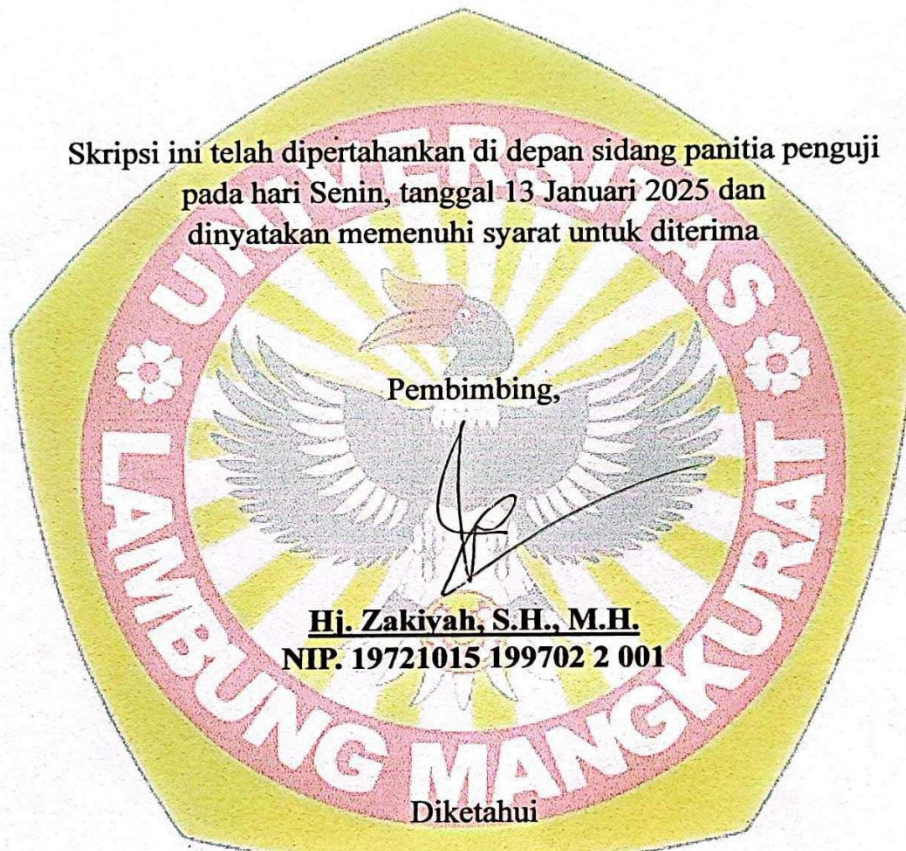 Skripsi ini telah dipertahankan di depan sidang panitia penguji
pada hari Senin, tanggal 13 Januari 2025 dan
dinyatakan memenuhi syarat untuk diterima
UNIVERSITAS
Pembimbing,
Hj. Zakiyah, S.H., M.H.
NIP. 19721015 199702 2 001
LAMBUNG MANGKURAT
Diketahui